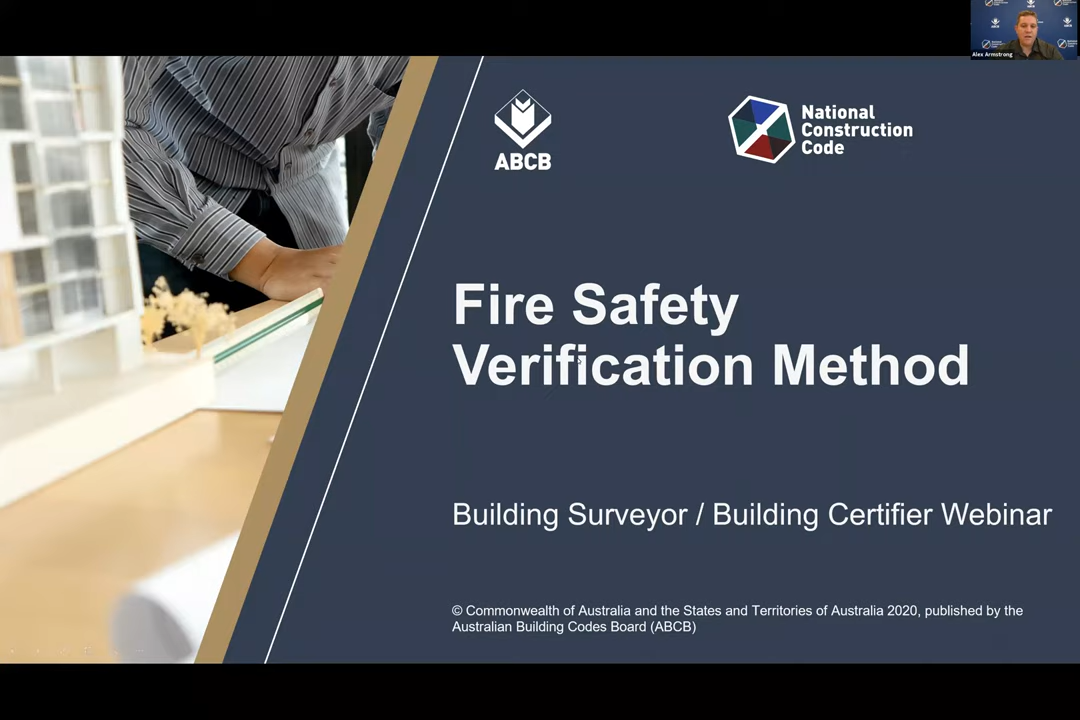 Alex Armstrong
ABCB
National
Construction
Code
Fire Safety
Verification Method
Building Surveyor / Building Certifier Webinar
© Commonwealth of Australia and the States and Territories of Australia 2020, published by the
Australian Building Codes Board (ABCB)